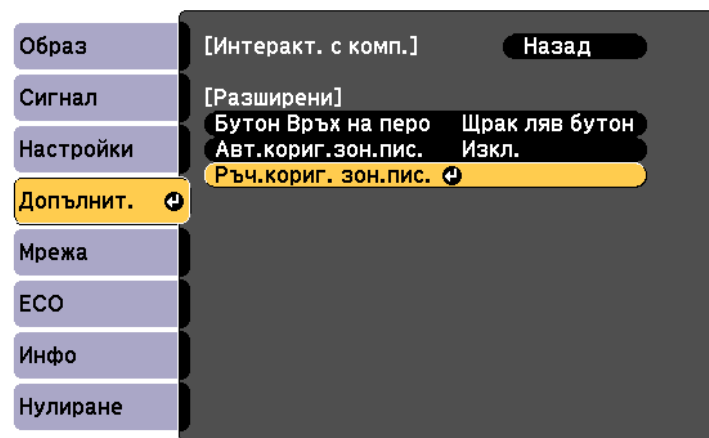 Образ
Сигнал
Настройки
Допълнит.
Мрежа
ECO
Инфо
Нулиране
[Интеракт. с комп.] Назад
[Разширени]
Бутон Връх на перо Щрак ляв бутон
Авт.кориг.зон.пис. Изкл.
Ръч.кориг. зон.пис.